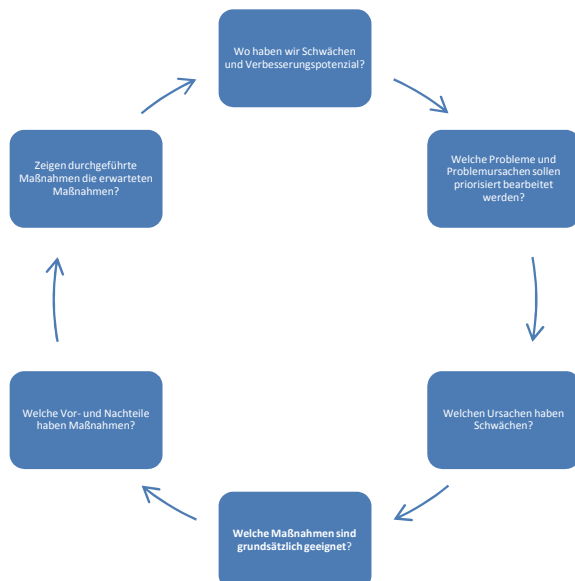 Wo haben wir Schwächen
und Verbesserungspotenzial?
Welche Probleme und
Problemursachen sollen
priorisiert bearbeitet
werden?
Welchen Ursachen haben
Schwächen?
Welche Maßnahmen sind
grundsätzlich geeignet?
Welche Vor- und Nachteile
haben Maßnahmen?
Zeigen durchgeführte
Maßnahmen die erwarteten
Maßnahmen?